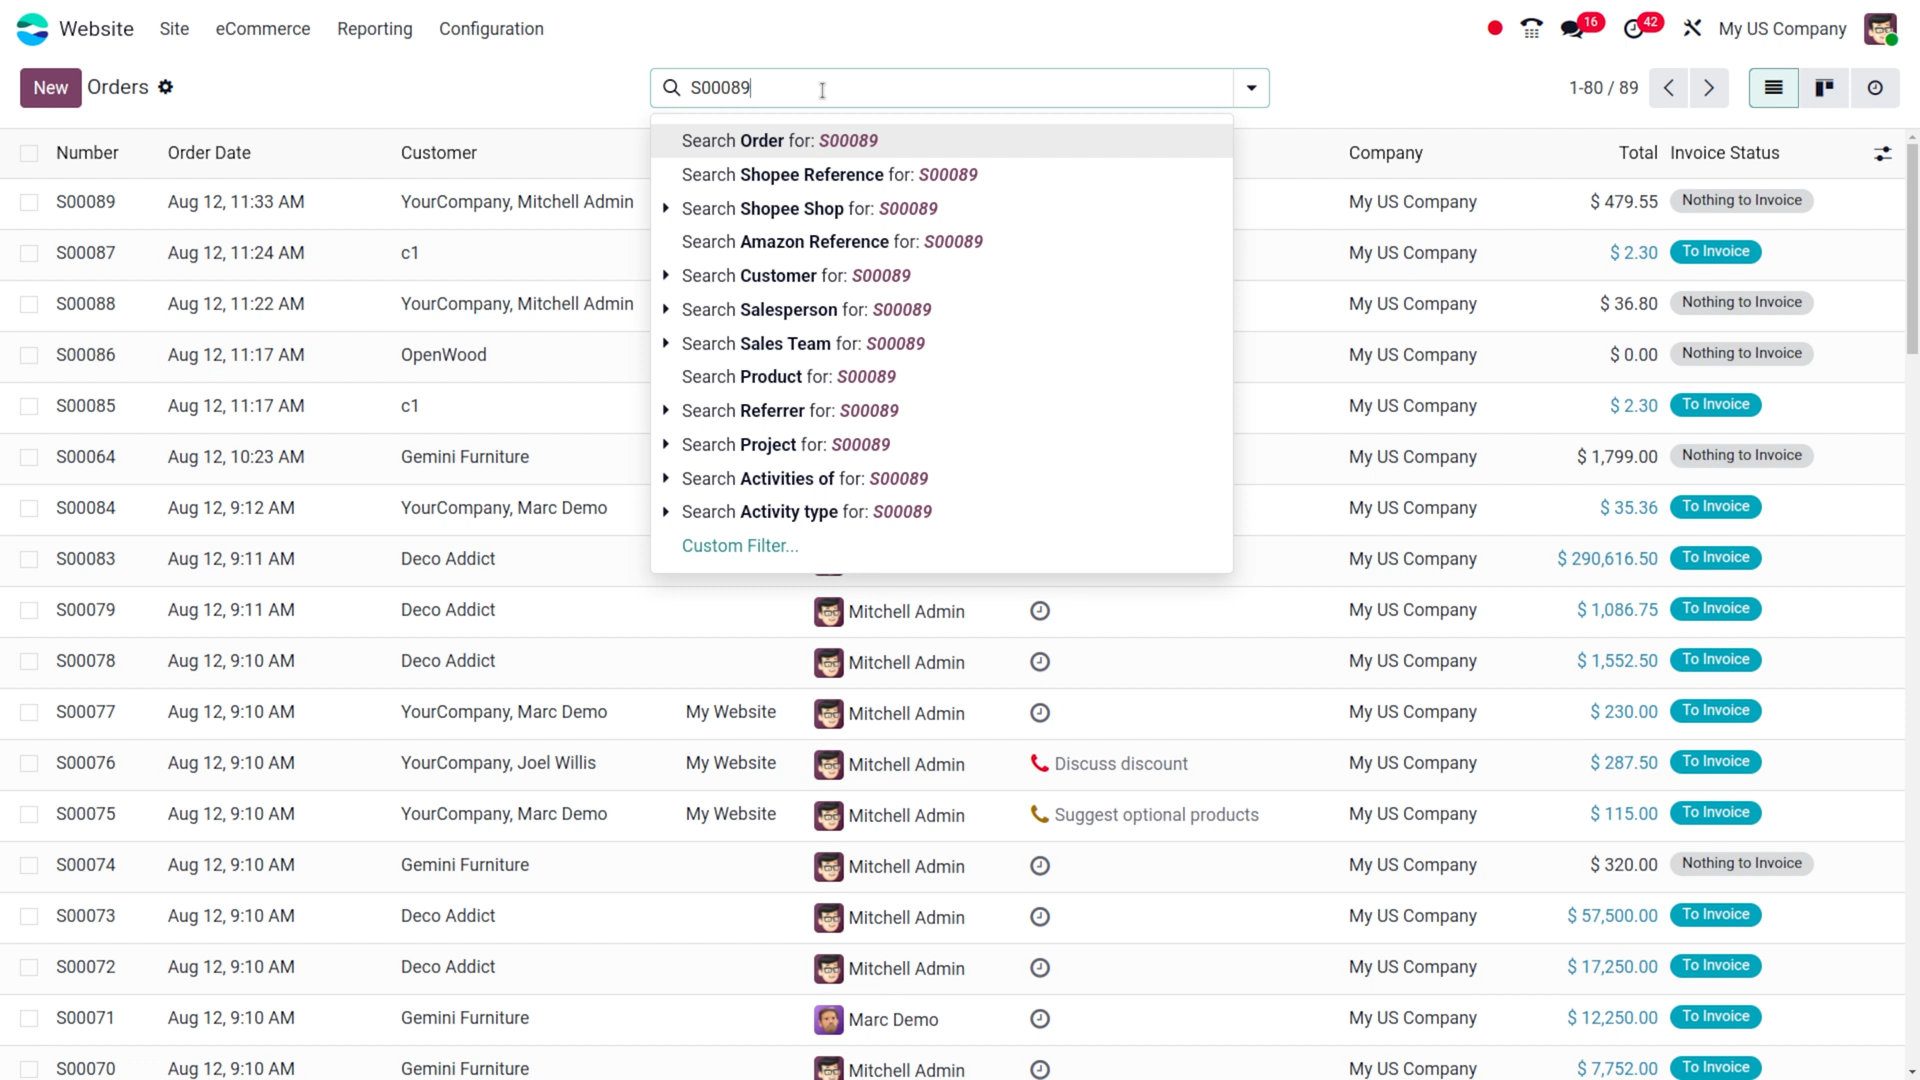 Website Site eCommerce Reporting Configuration 16 42 My US Company
New Orders S00089 1-80 / 89
Number Order Date Customer Company Total Invoice Status
Search Order for: S00089
Search Shopee Reference for: S00089
Search Shopee Shop for: S00089
Search Amazon Reference for: S00089
Search Customer for: S00089
Search Salesperson for: S00089
Search Sales Team for: S00089
Search Product for: S00089
Search Referrer for: S00089
Search Project for: S00089
Search Activities of for: S00089
Search Activity type for: S00089
Custom Filter...
S00089 Aug 12, 11:33 AM YourCompany, Mitchell Admin My US Company $ 479.55 Nothing to Invoice
S00087 Aug 12, 11:24 AM c1 My US Company $ 2.30 To Invoice
S00088 Aug 12, 11:22 AM YourCompany, Mitchell Admin My US Company $ 36.80 Nothing to Invoice
S00086 Aug 12, 11:17 AM OpenWood My US Company $ 0.00 Nothing to Invoice
S00085 Aug 12, 11:17 AM c1 My US Company $ 2.30 To Invoice
S00064 Aug 12, 10:23 AM Gemini Furniture My US Company $ 1,799.00 Nothing to Invoice
S00084 Aug 12, 9:12 AM YourCompany, Marc Demo My US Company $ 35.36 To Invoice
S00083 Aug 12, 9:11 AM Deco Addict My US Company $ 290,616.50 To Invoice
S00079 Aug 12, 9:11 AM Deco Addict Mitchell Admin My US Company $ 1,086.75 To Invoice
S00078 Aug 12, 9:10 AM Deco Addict Mitchell Admin My US Company $ 1,552.50 To Invoice
S00077 Aug 12, 9:10 AM YourCompany, Marc Demo My Website Mitchell Admin My US Company $ 230.00 To Invoice
S00076 Aug 12, 9:10 AM YourCompany, Joel Willis My Website Mitchell Admin Discuss discount My US Company $ 287.50 To Invoice
S00075 Aug 12, 9:10 AM YourCompany, Marc Demo My Website Mitchell Admin Suggest optional products My US Company $ 115.00 To Invoice
S00074 Aug 12, 9:10 AM Gemini Furniture Mitchell Admin My US Company $ 320.00 Nothing to Invoice
S00073 Aug 12, 9:10 AM Deco Addict Mitchell Admin My US Company $ 57,500.00 To Invoice
S00072 Aug 12, 9:10 AM Deco Addict Mitchell Admin My US Company $ 17,250.00 To Invoice
S00071 Aug 12, 9:10 AM Gemini Furniture Marc Demo My US Company $ 12,250.00 To Invoice
S00070 Aug 12, 9:10 AM Gemini Furniture Mitchell Admin My US Company $ 7,752.00 To Invoice